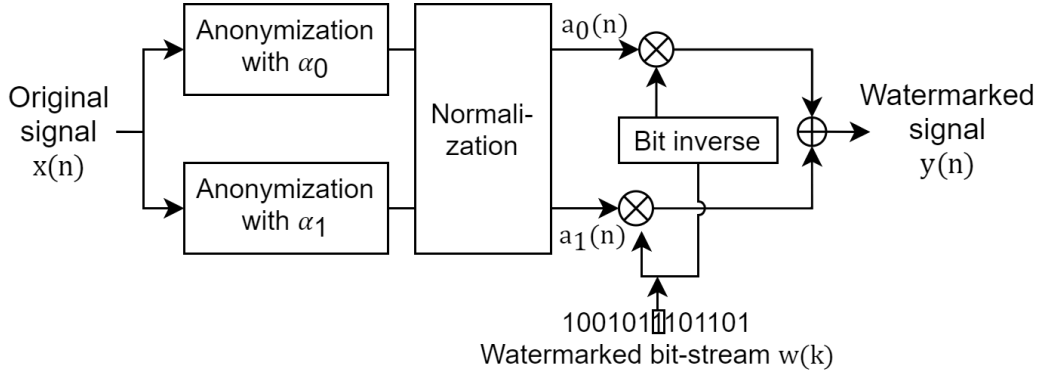 Original
signal
x(n)
Anonymization
with α0
Anonymization
with α1
Normali-
zation
a0(n)
a1(n)
Bit inverse
1001011101101
Watermarked bit-stream w(k)
Watermarked
signal
y(n)